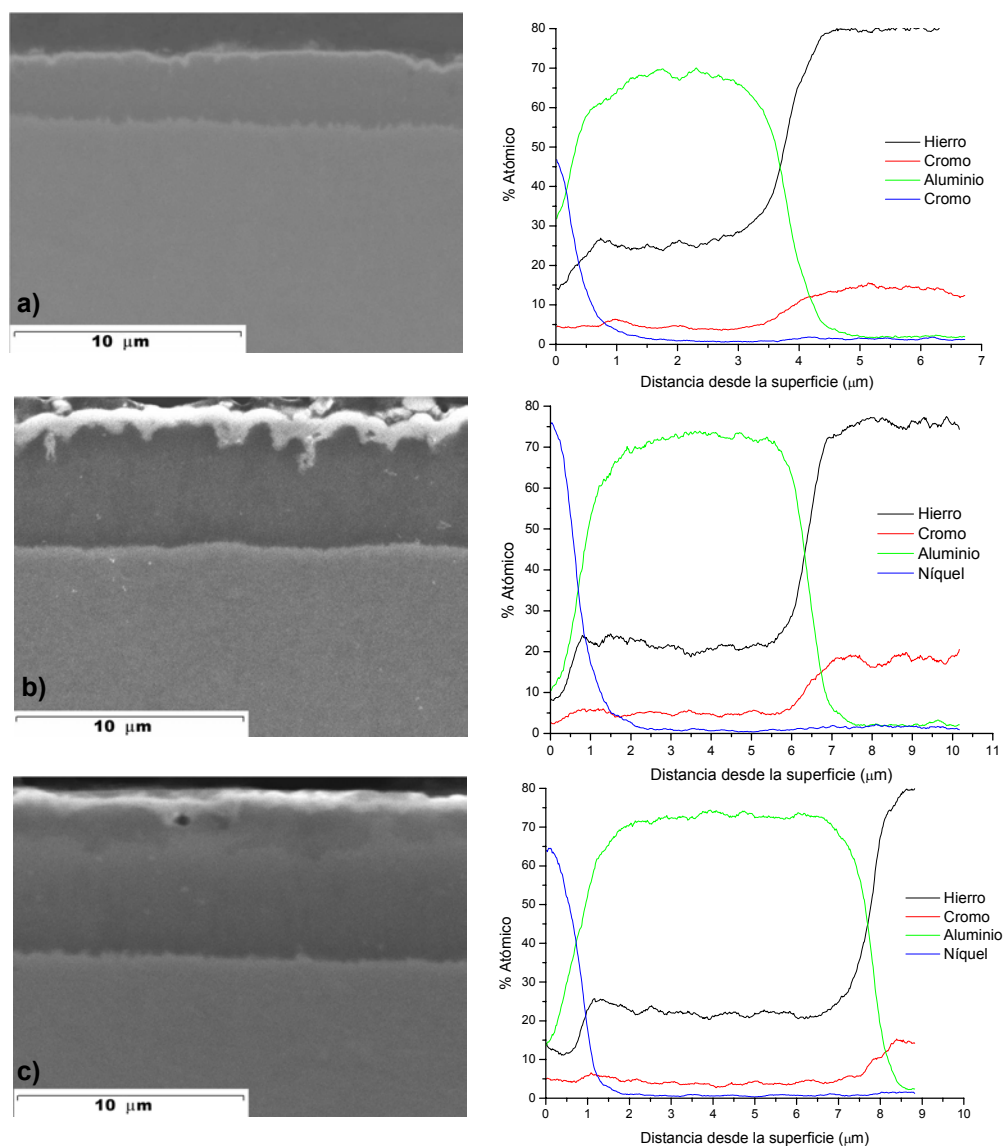 a)
10 μm
80
70
60
50
40
30
20
10
0
% Atómico
0 1 2 3 4 5 6 7
Distancia desde la superficie (μm)
Hierro
Cromo
Aluminio
Cromo
b)
10 μm
80
70
60
50
40
30
20
10
0
% Atómico
0 1 2 3 4 5 6 7 8 9 10 11
Distancia desde la superficie (μm)
Hierro
Cromo
Aluminio
Níquel
c)
10 μm
80
70
60
50
40
30
20
10
0
% Atómico
0 1 2 3 4 5 6 7 8 9 10
Distancia desde la superficie (μm)
Hierro
Cromo
Aluminio
Níquel